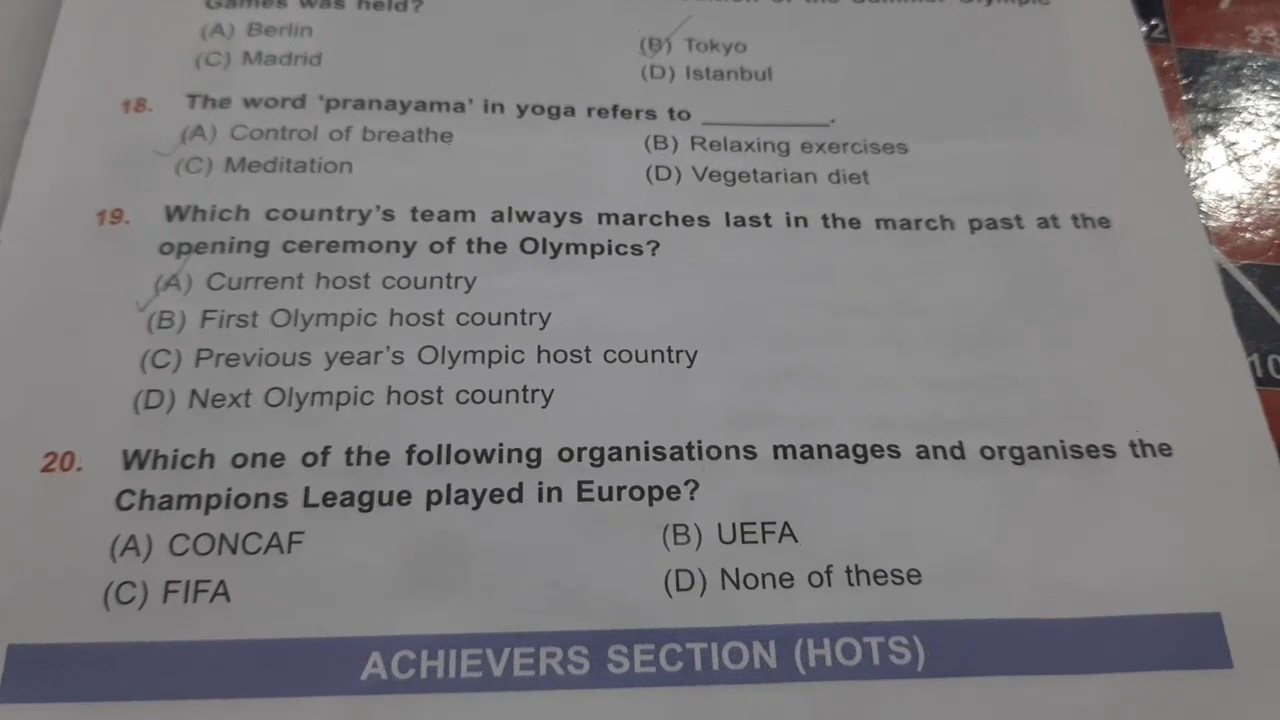 Games was held?
(A) Berlin
(B) Tokyo
(C) Madrid
(D) Istanbul
18. The word 'pranayama' in yoga refers to ________.
(A) Control of breathe
(B) Relaxing exercises
(C) Meditation
(D) Vegetarian diet
19. Which country's team always marches last in the march past at the
opening ceremony of the Olympics?
(A) Current host country
(B) First Olympic host country
(C) Previous year's Olympic host country
(D) Next Olympic host country
20. Which one of the following organisations manages and organises the
Champions League played in Europe?
(A) CONCAF
(B) UEFA
(C) FIFA
(D) None of these
ACHIEVERS SECTION (HOTS)
10